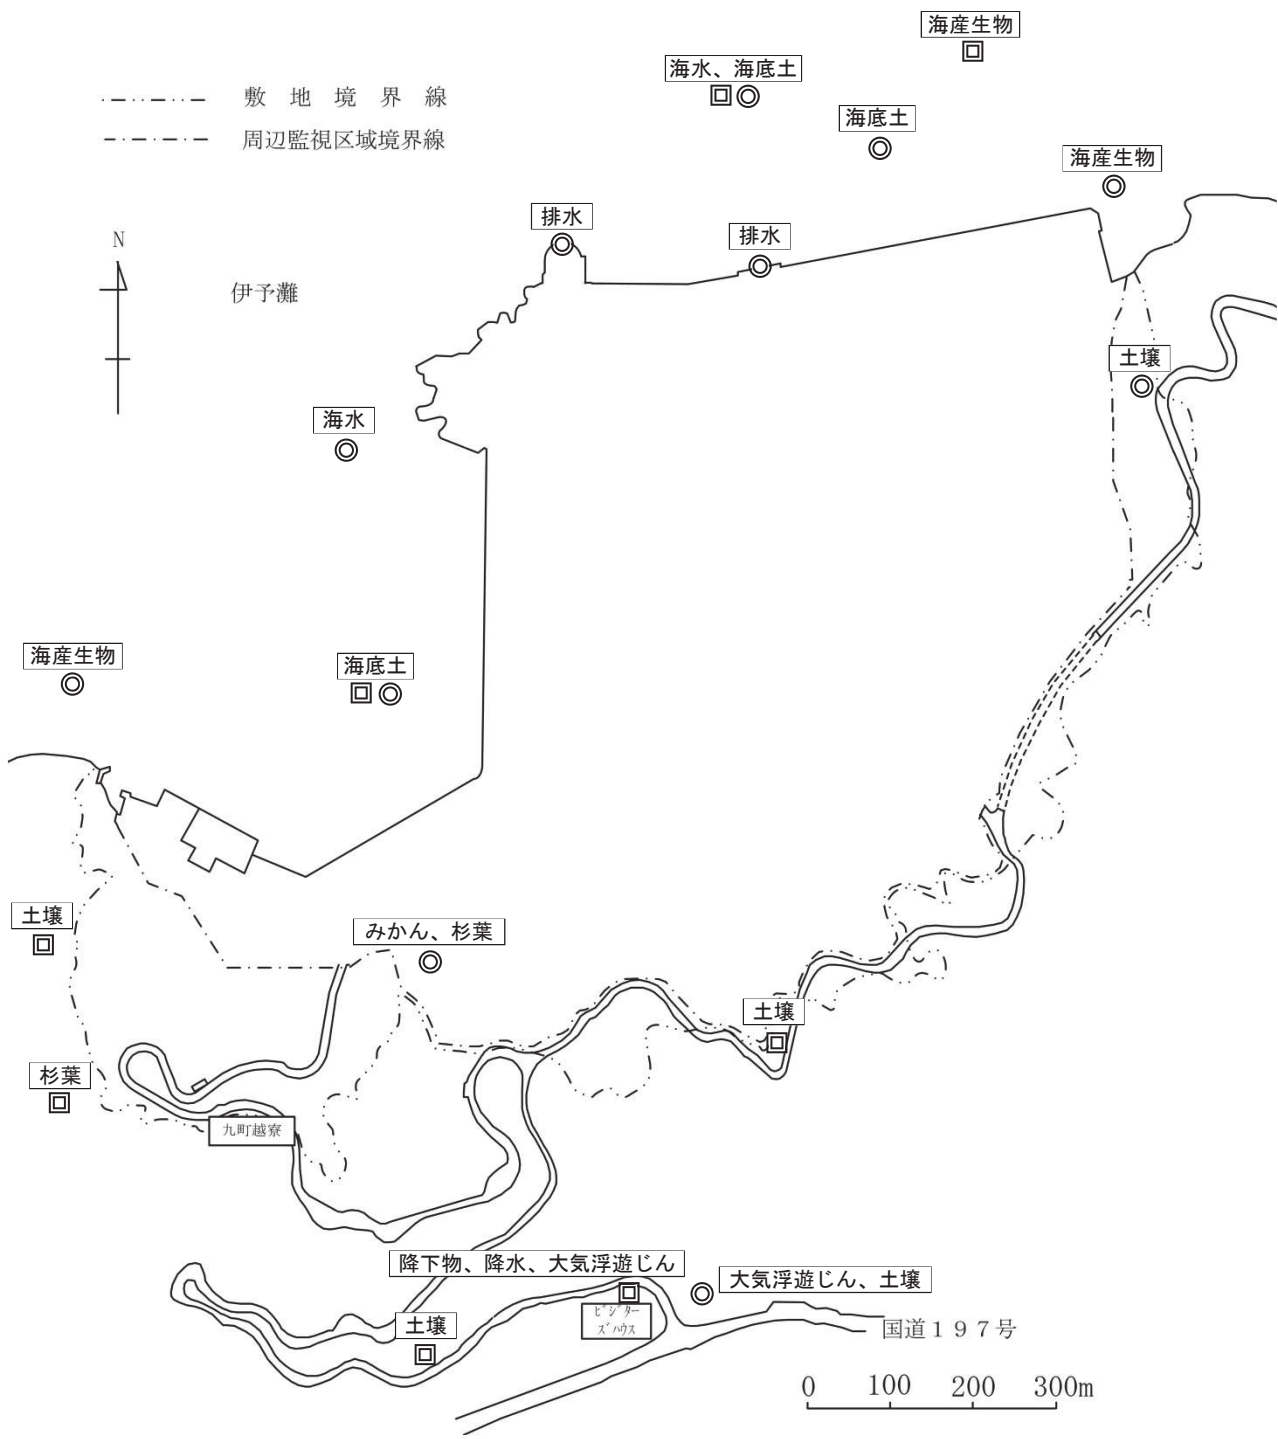 海産生物
海水、海底土
敷地境界線
海底土
周辺監視区域境界線
海産生物
排水
排水
N
伊予灘
土壌
海水
海産生物
海底土
土壌
みかん、杉葉
土壌
杉葉
九町越寮
降下物、降水、大気浮遊じん
大気浮遊じん、土壌
ビジター
ズハウス
土壌
国道197号
0 100 200 300m